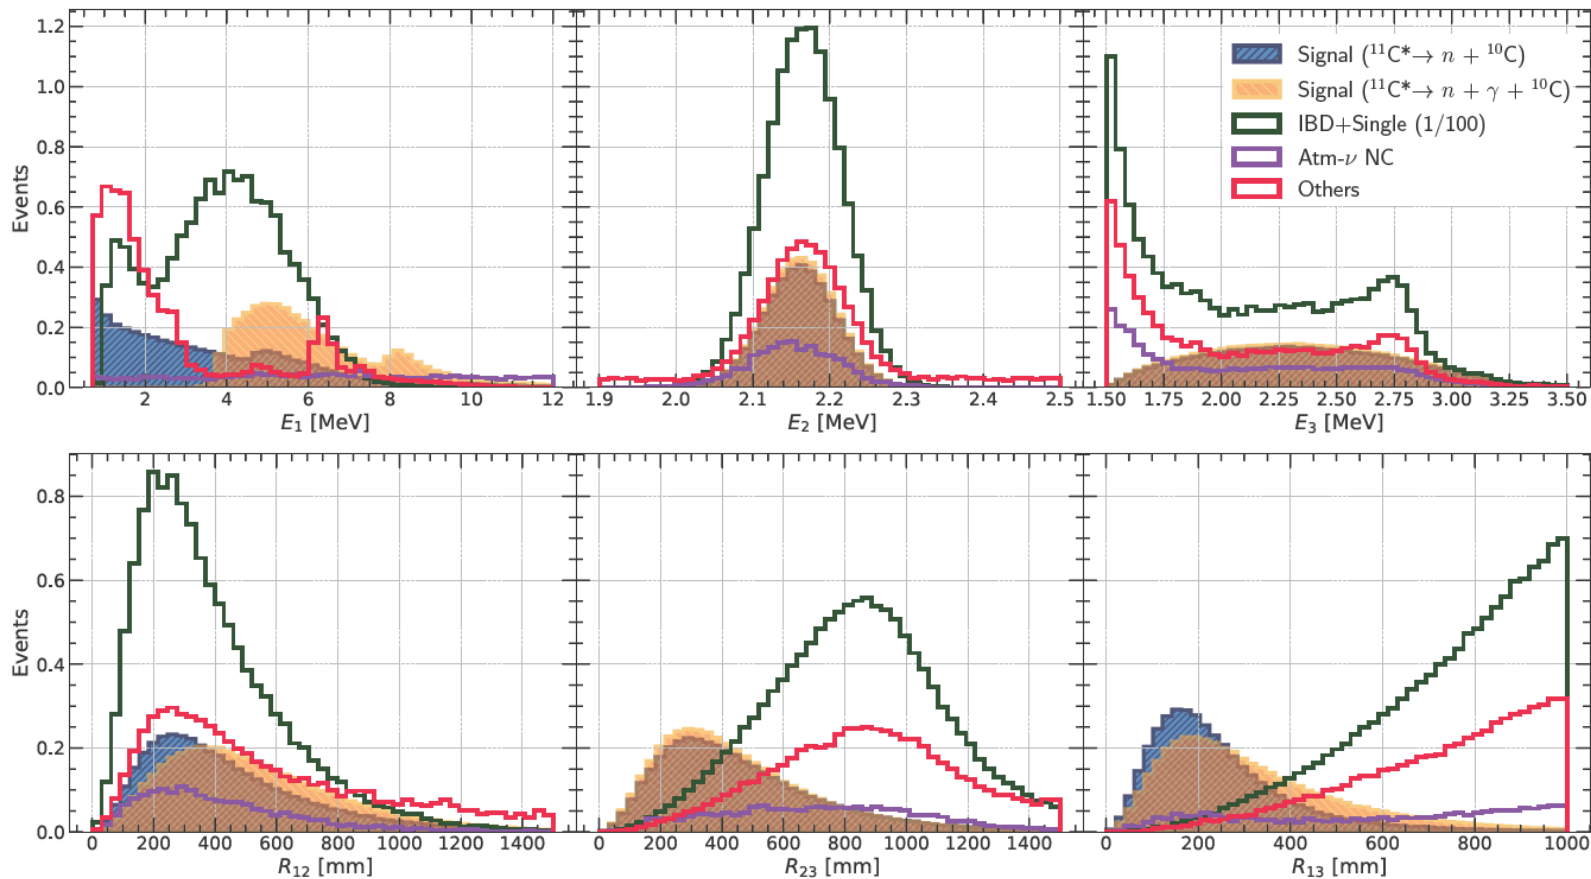 Events
1.2
1.0
0.8
0.6
0.4
0.2
0.0
2 4 6 8 10 12
E₁ [MeV]
1.9 2.0 2.1 2.2 2.3 2.4 2.5
E₂ [MeV]
Signal (¹¹C*→ n + ¹⁰C)
Signal (¹¹C*→ n + γ + ¹⁰C)
IBD+Single (1/100)
Atm-ν NC
Others
1.50 1.75 2.00 2.25 2.50 2.75 3.00 3.25 3.50
E₃ [MeV]
Events
0.8
0.6
0.4
0.2
0.0
0 200 400 600 800 1000 1200 1400
R₁₂ [mm]
0 200 400 600 800 1000 1200 1400
R₂₃ [mm]
0 200 400 600 800 1000
R₁₃ [mm]